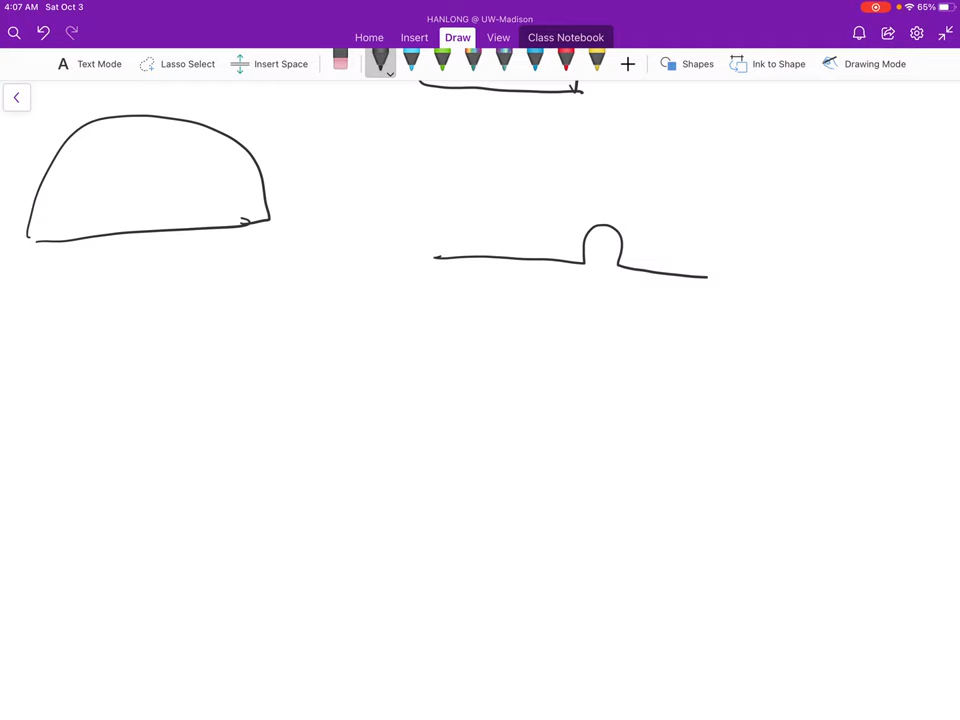 4:07 AM Sat Oct 3
65%
HANLONG @ UW-Madison
Home Insert Draw View Class Notebook
A Text Mode Lasso Select Insert Space Shapes Ink to Shape Drawing Mode